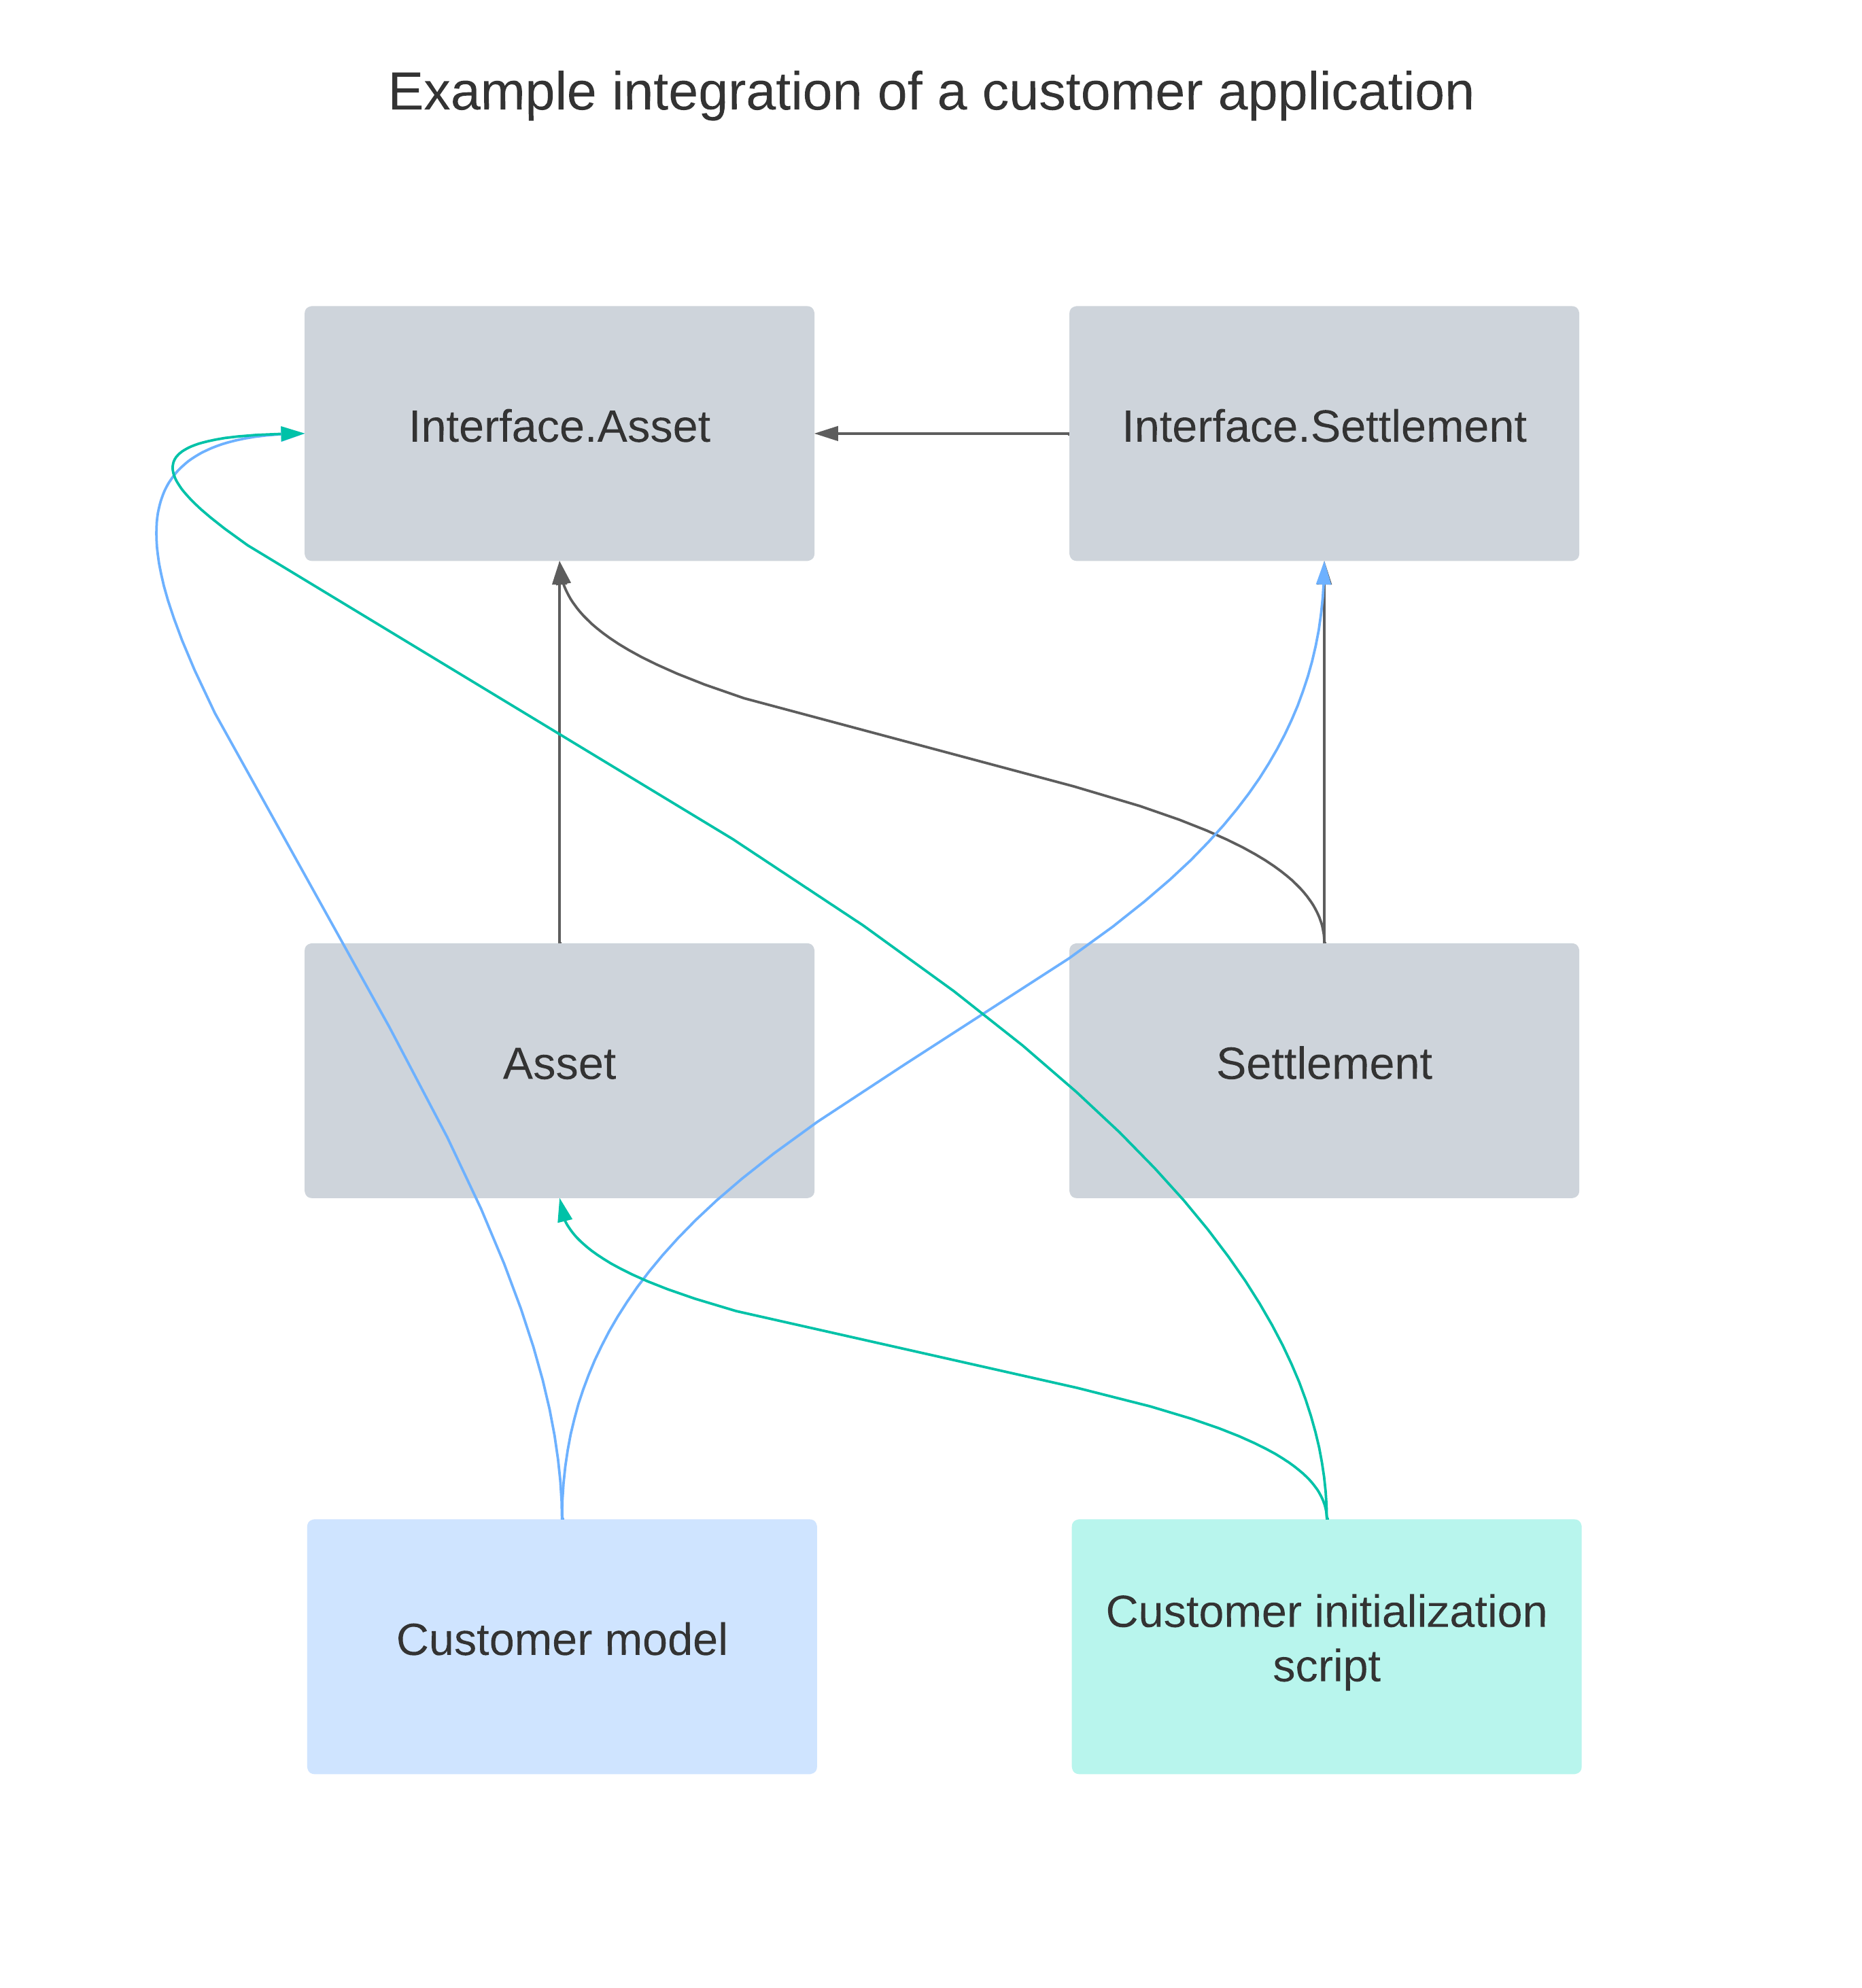 Example integration of a customer application
Interface.Asset
Interface.Settlement
Asset
Settlement
Customer model
Customer initialization
script